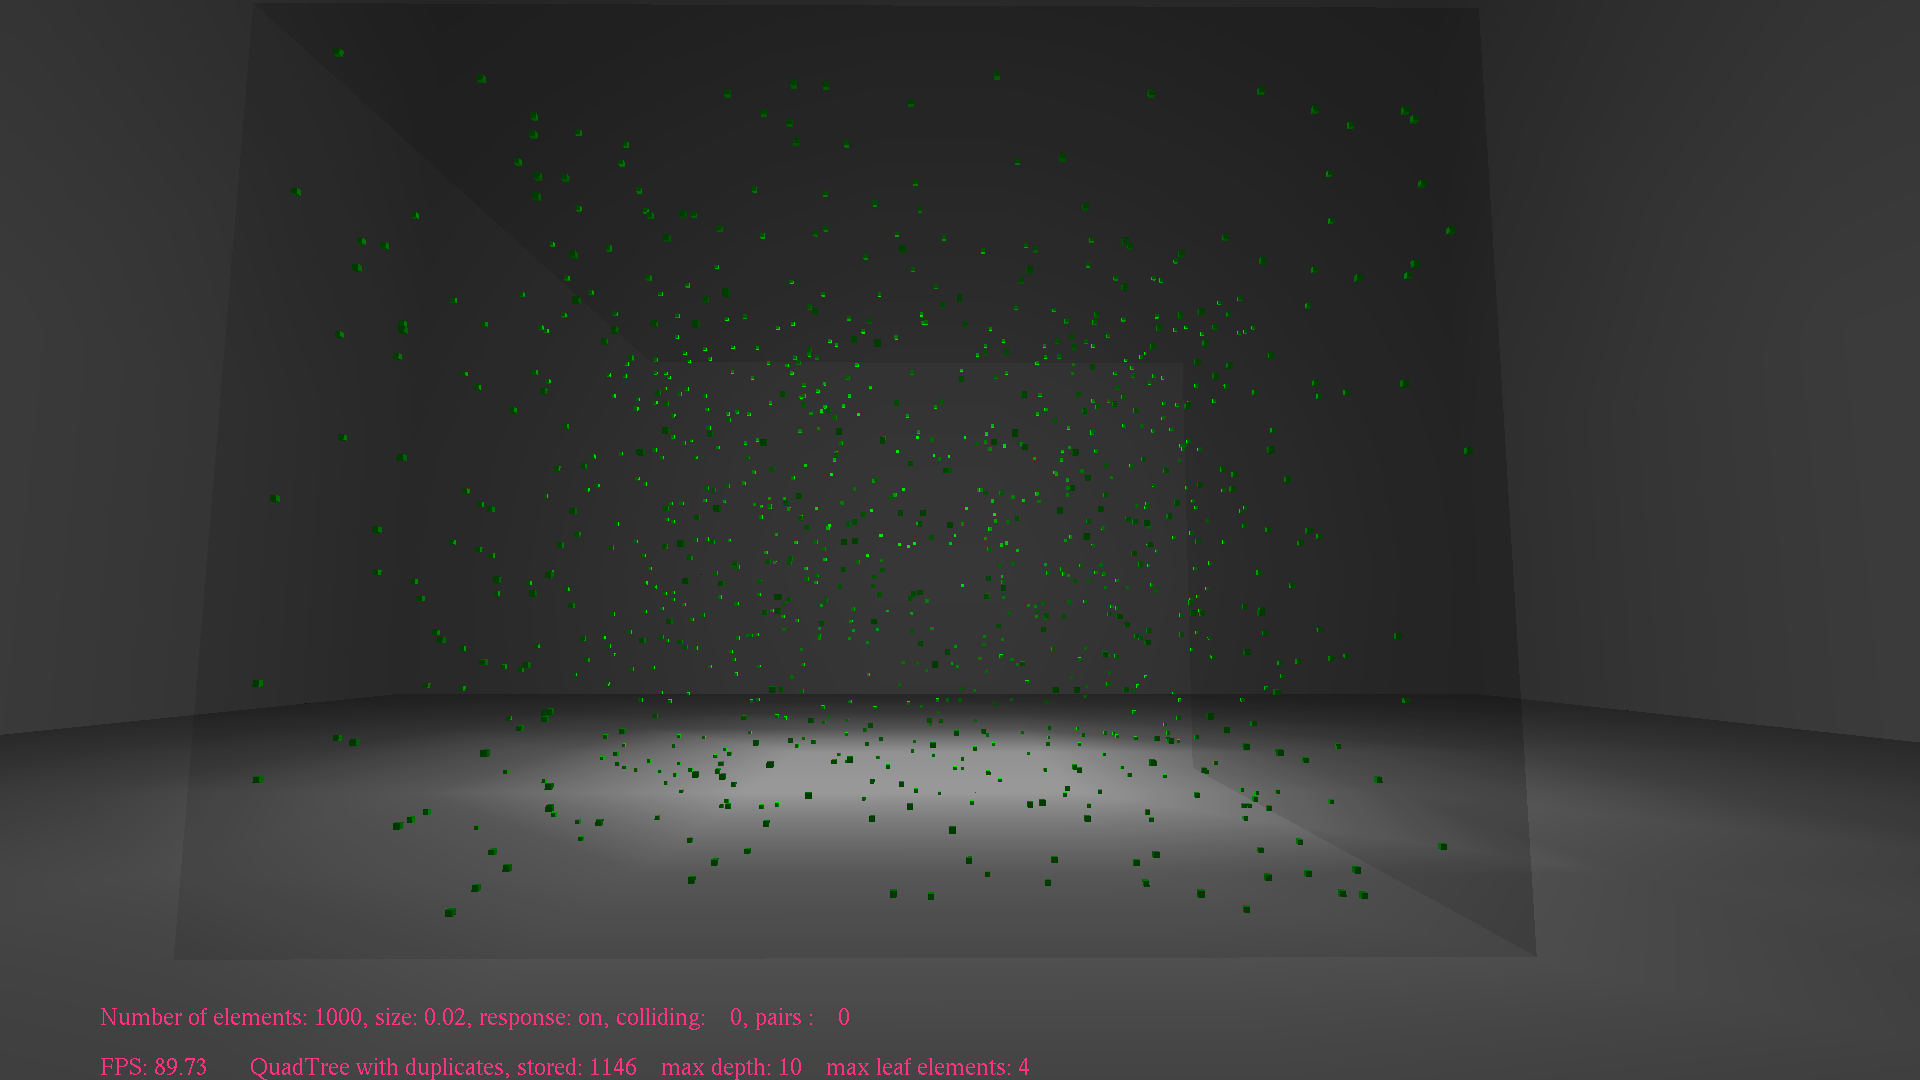 Number of elements: 1000, size: 0.02, response: on, colliding: 0, pairs : 0
FPS: 89.73 QuadTree with duplicates, stored: 1146 max depth: 10 max leaf elements: 4